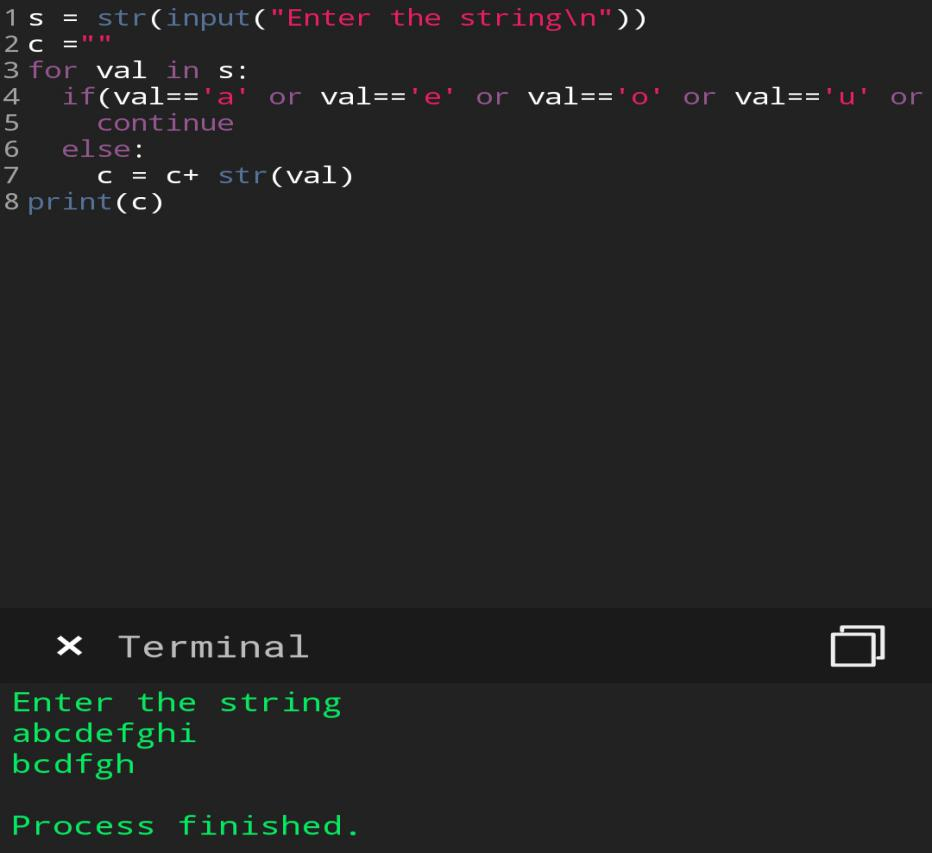 1 s = str(input("Enter the string\n"))
2 c =""
3 for val in s:
4   if(val=='a' or val=='e' or val=='o' or val=='u' or
5     continue
6   else:
7     c = c+ str(val)
8 print(c)
× Terminal
Enter the string
abcdefghi
bcdfgh
Process finished.